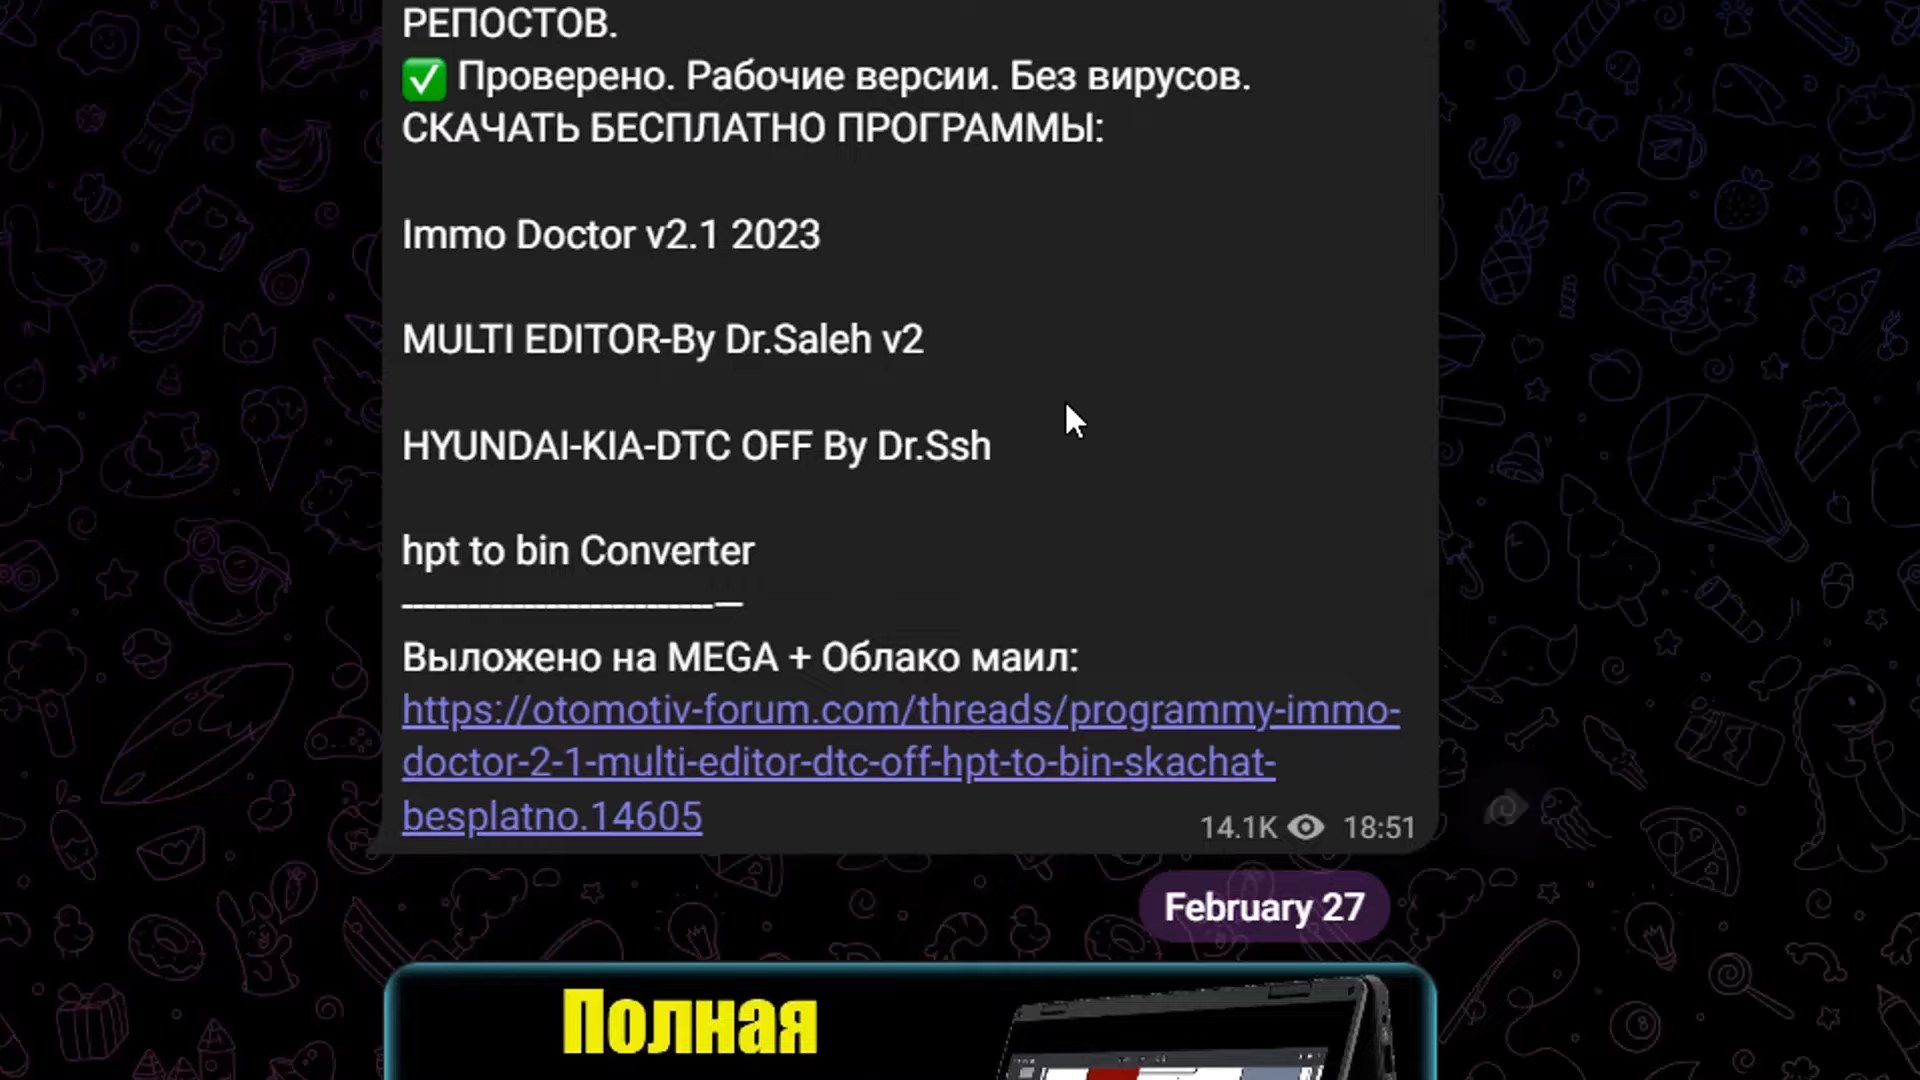 РЕПОСТОВ.
✅ Проверено. Рабочие версии. Без вирусов.
СКАЧАТЬ БЕСПЛАТНО ПРОГРАММЫ:
Immo Doctor v2.1 2023
MULTI EDITOR-By Dr.Saleh v2
HYUNDAI-KIA-DTC OFF By Dr.Ssh
hpt to bin Converter
----------------------------—
Выложено на MEGA + Облако маил:
https://otomotiv-forum.com/threads/programmy-immo-
doctor-2-1-multi-editor-dtc-off-hpt-to-bin-skachat-
besplatno.14605
14.1K 18:51
February 27
Полная